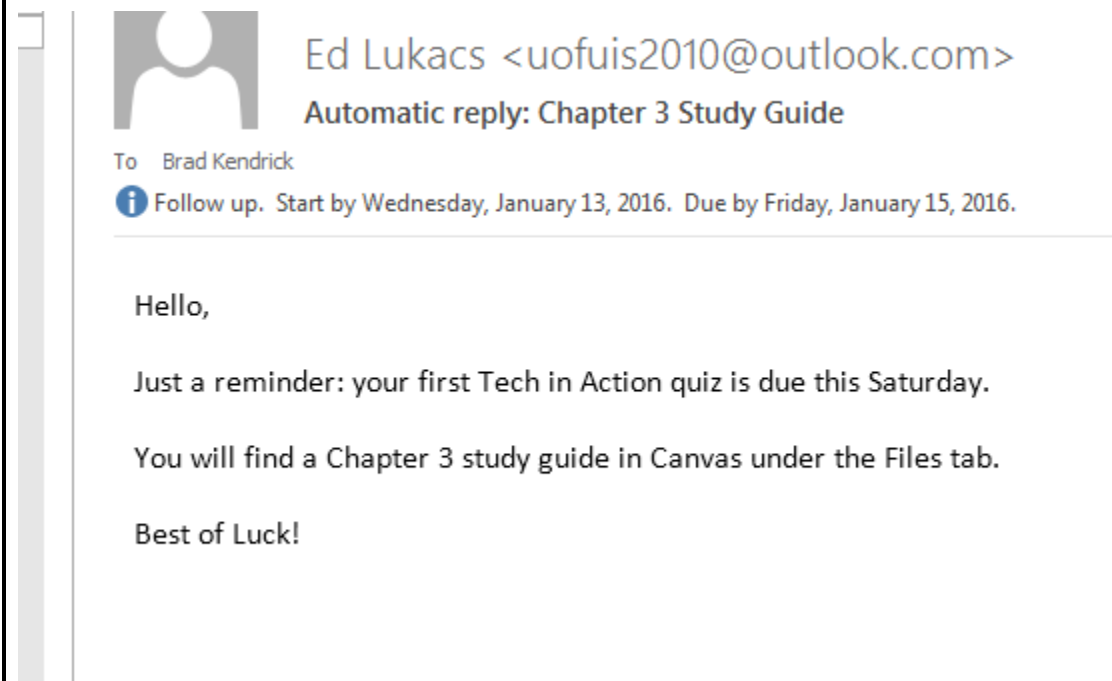 Ed Lukacs <uofuis2010@outlook.com>
Automatic reply: Chapter 3 Study Guide
To Brad Kendrick
Follow up. Start by Wednesday, January 13, 2016. Due by Friday, January 15, 2016.
Hello,
Just a reminder: your first Tech in Action quiz is due this Saturday.
You will find a Chapter 3 study guide in Canvas under the Files tab.
Best of Luck!